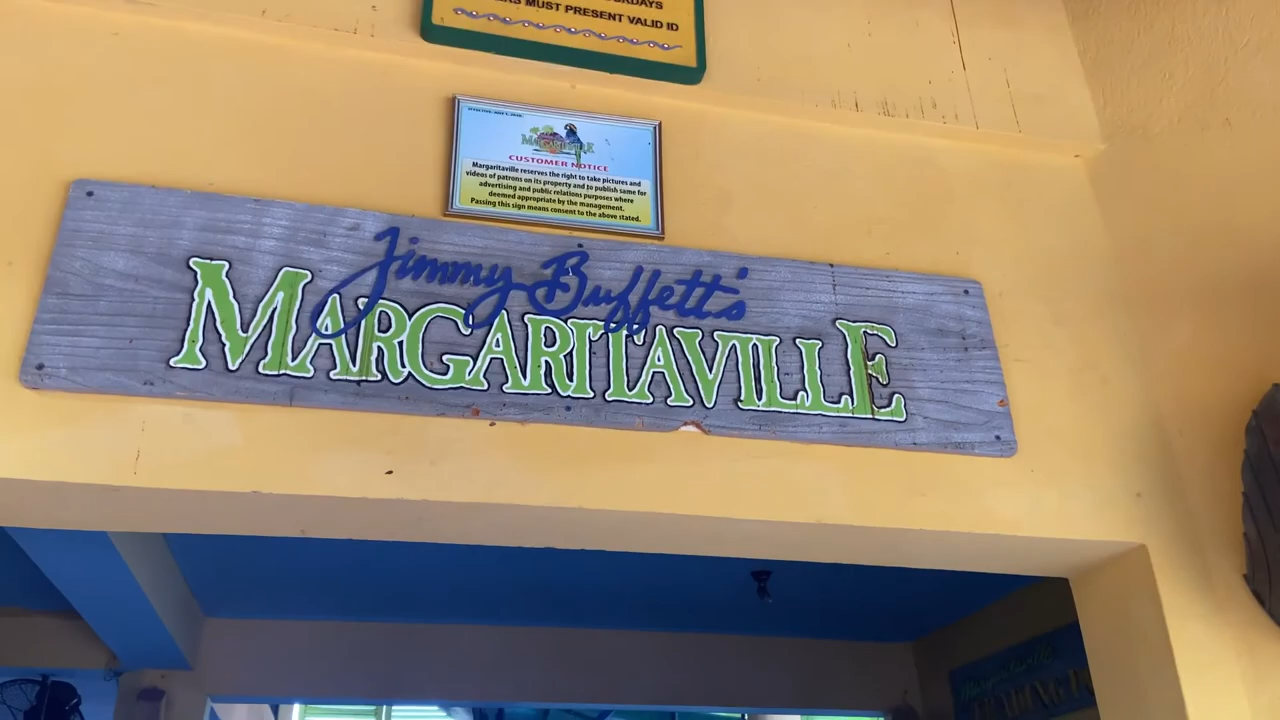 MUST PRESENT VALID ID
MARGARITAVILLE
CUSTOMER NOTICE
Margaritaville reserves the right to take pictures and
videos of patrons on its property and to publish same for
advertising and public relations purposes where
deemed appropriate by the management.
Passing this sign means consent to the above stated.
Jimmy Buffett's
MARGARITAVILLE
Margaritaville